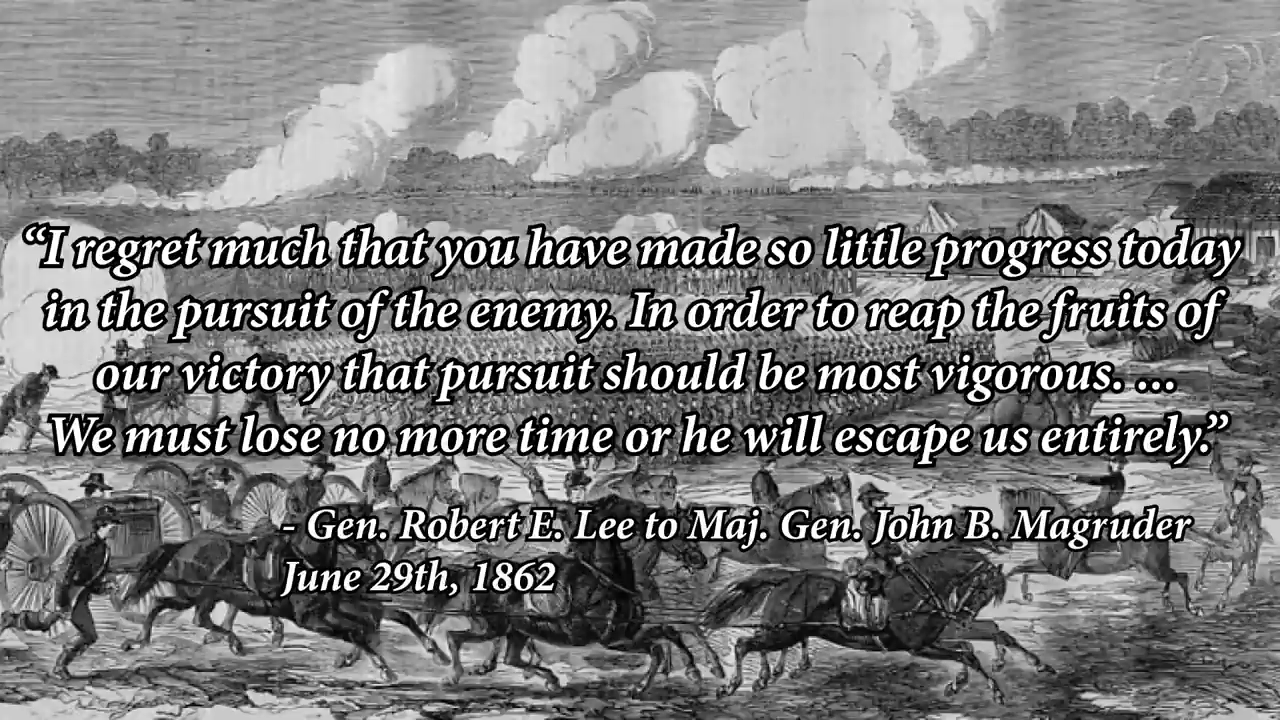 “I regret much that you have made so little progress today
in the pursuit of the enemy. In order to reap the fruits of
our victory that pursuit should be most vigorous. ...
We must lose no more time or he will escape us entirely.”
- Gen. Robert E. Lee to Maj. Gen. John B. Magruder
June 29th, 1862